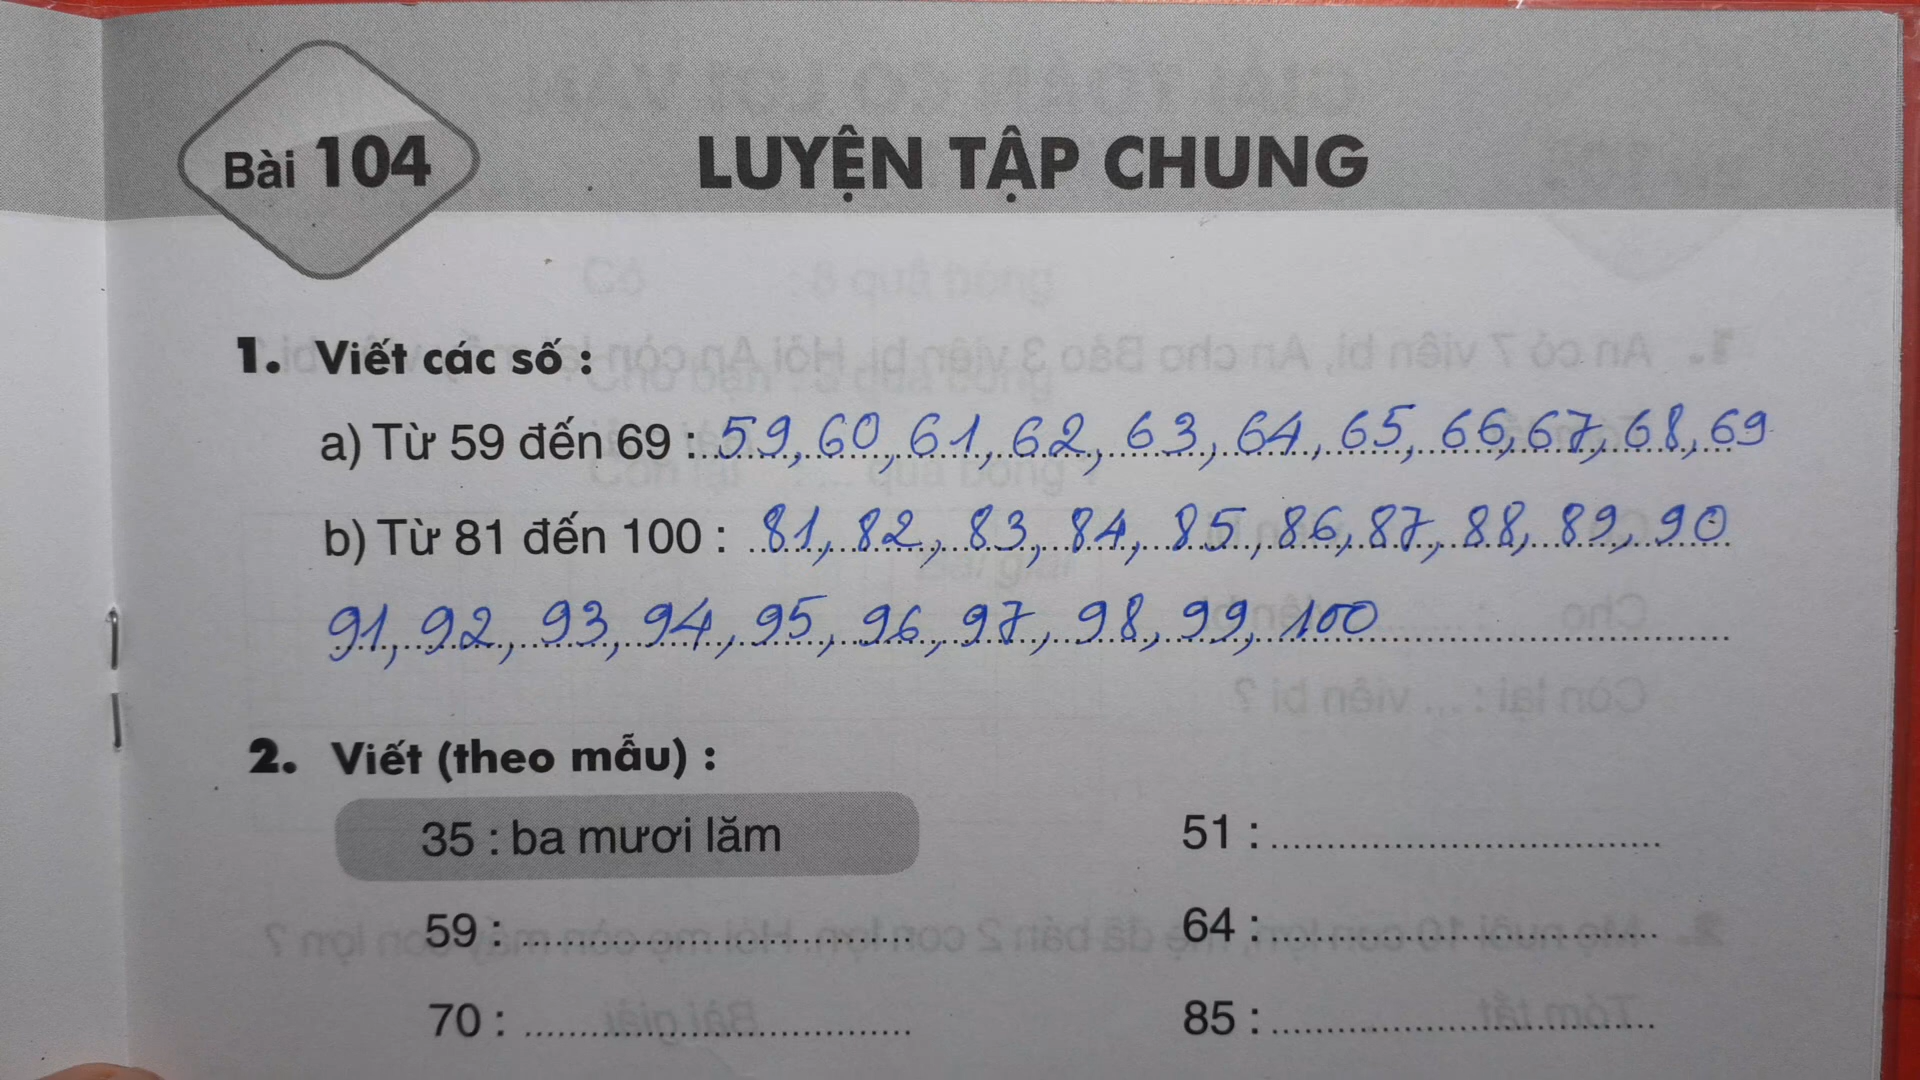 Bài 104
LUYỆN TẬP CHUNG
1. Viết các số :
a) Từ 59 đến 69 : 59, 60, 61, 62, 63, 64, 65, 66, 67, 68, 69
b) Từ 81 đến 100 : 81, 82, 83, 84, 85, 86, 87, 88, 89, 90
91, 92, 93, 94, 95, 96, 97, 98, 99, 100
2. Viết (theo mẫu) :
35 : ba mươi lăm
51 : ..............................
59 : ..............................
64 : ..............................
70 : ..............................
85 : ..............................